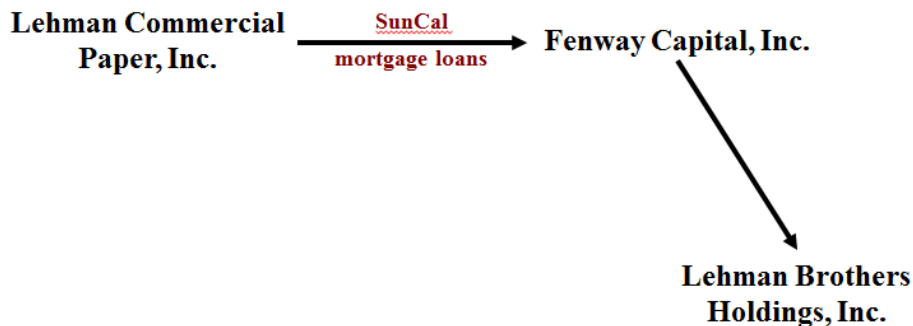 Lehman Commercial
Paper, Inc.
SunCal
mortgage loans
Fenway Capital, Inc.
Lehman Brothers
Holdings, Inc.